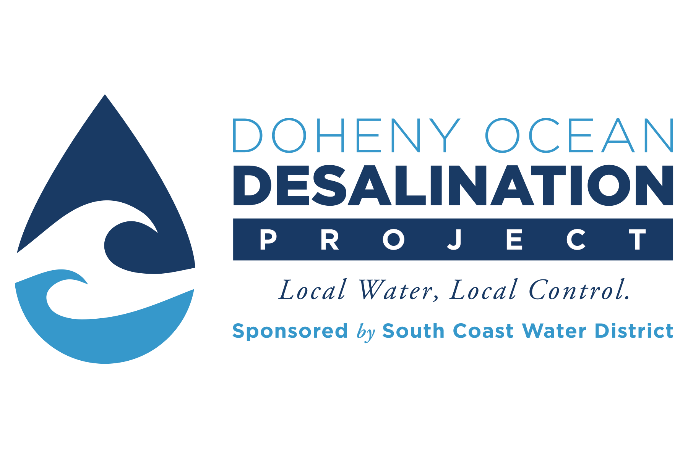 DOHENY OCEAN
DESALINATION
PROJECT
Local Water, Local Control.
Sponsored by South Coast Water District